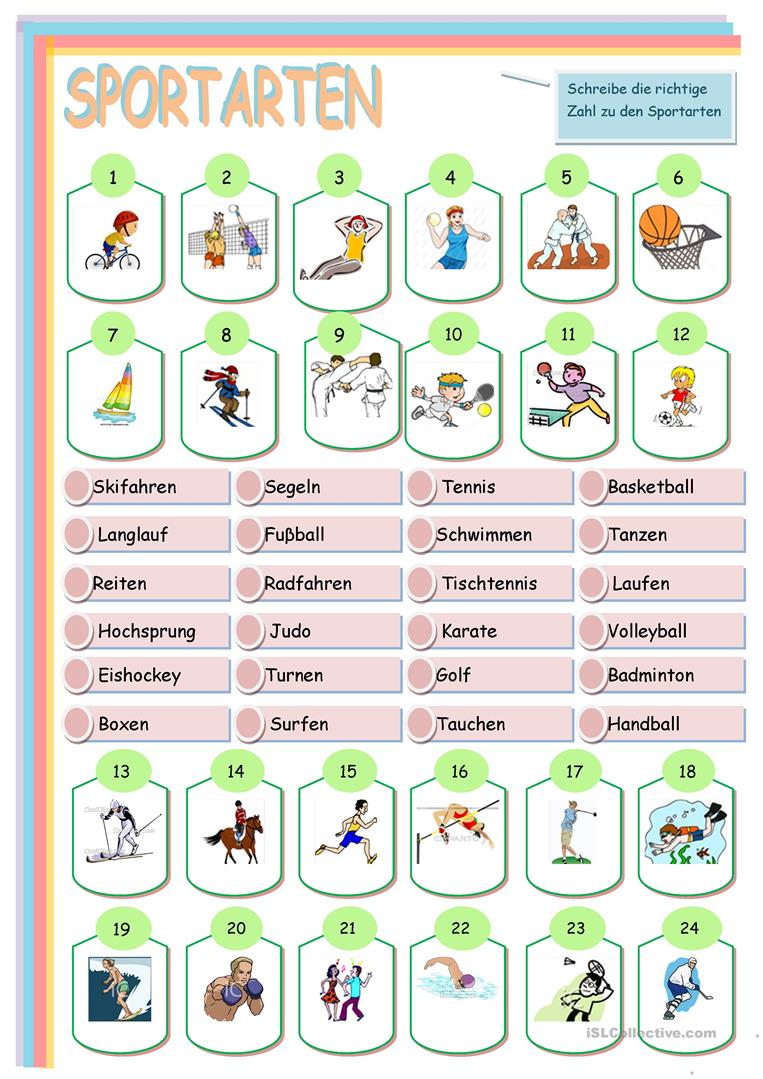 SPORTARTEN
Schreibe die richtige
Zahl zu den Sportarten
1 2 3 4 5 6
7 8 9 10 11 12
Skifahren Segeln Tennis Basketball
Langlauf Fußball Schwimmen Tanzen
Reiten Radfahren Tischtennis Laufen
Hochsprung Judo Karate Volleyball
Eishockey Turnen Golf Badminton
Boxen Surfen Tauchen Handball
13 14 15 16 17 18
19 20 21 22 23 24
iSLCollective.com